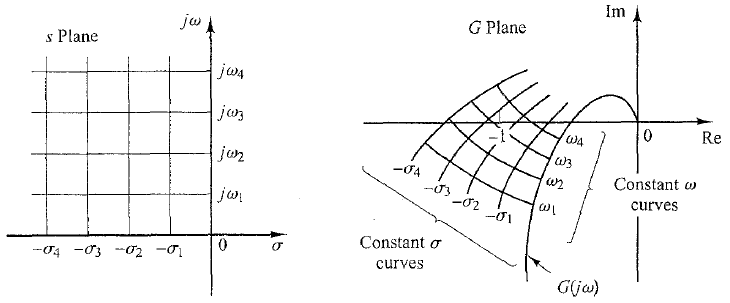 s Plane
jω
jω₄
jω₃
jω₂
jω₁
−σ₄ −σ₃ −σ₂ −σ₁ 0 σ
G Plane
Im
Re
0
−1
ω₄
ω₃
ω₂
ω₁
−σ₄
−σ₃
−σ₂
−σ₁
Constant ω
curves
Constant σ
curves
G(jω)